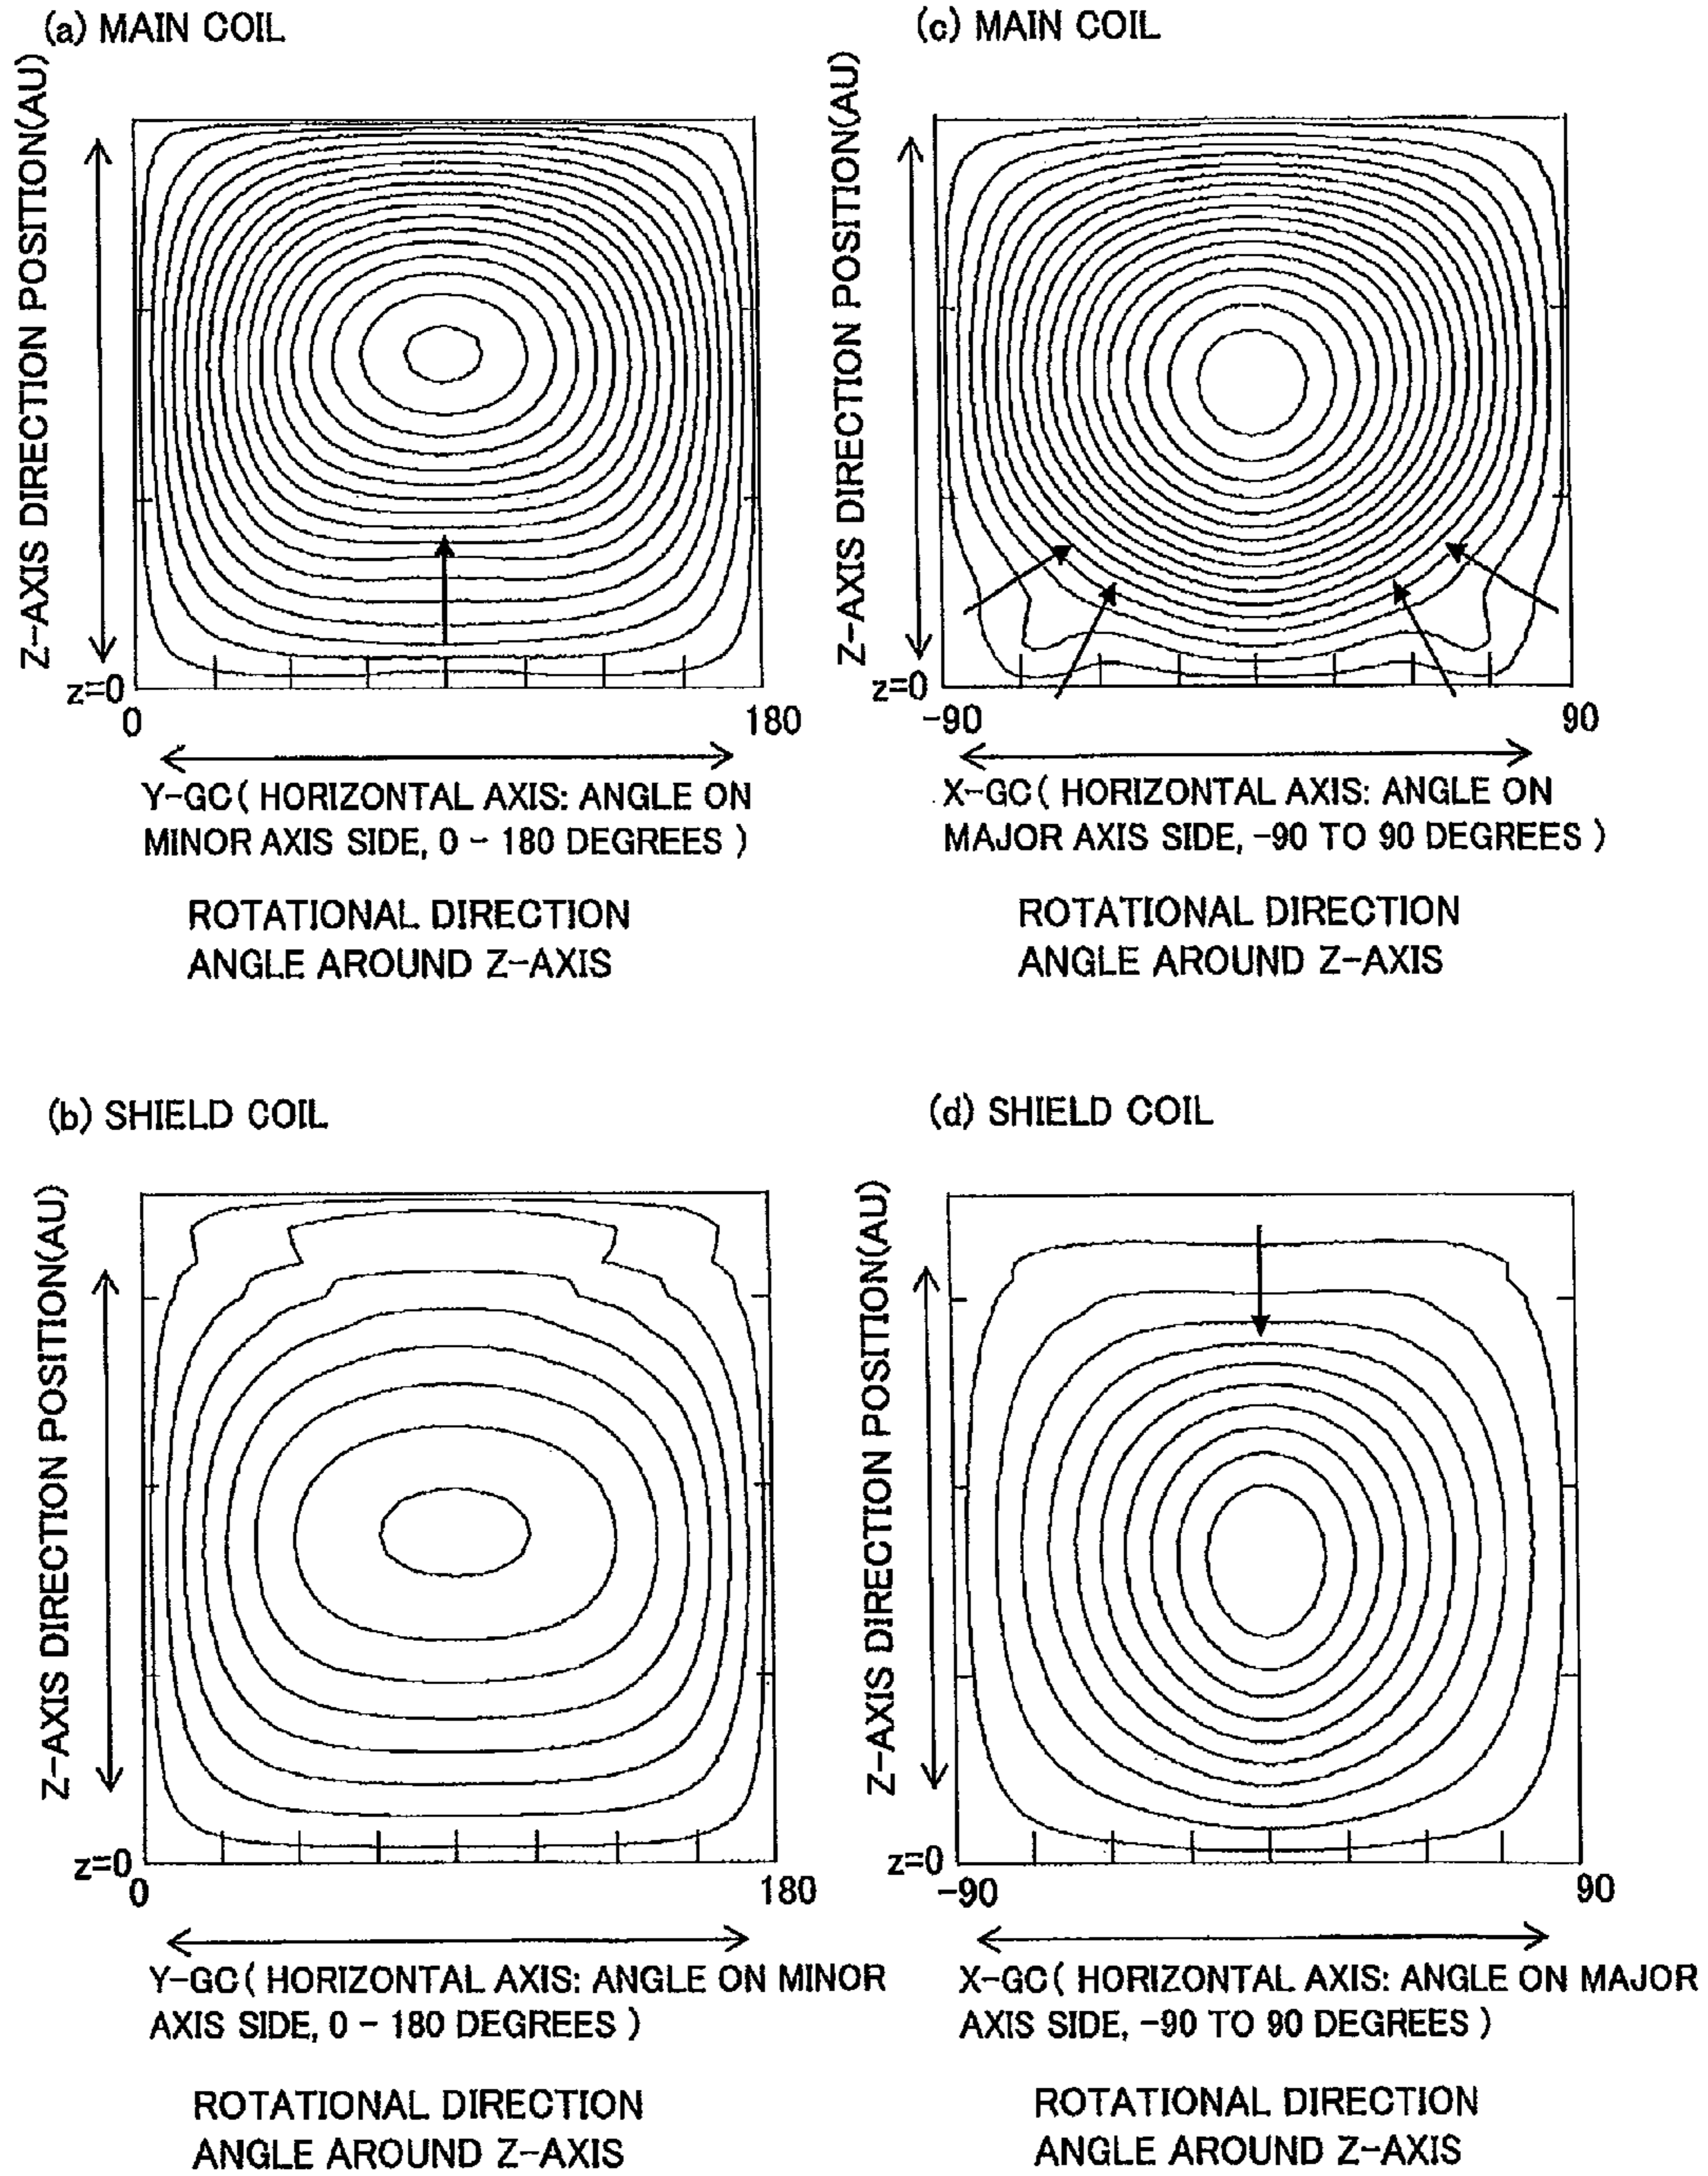 (a) MAIN COIL
Z-AXIS DIRECTION POSITION(AU)
z=0
0
180
Y-GC( HORIZONTAL AXIS: ANGLE ON
MINOR AXIS SIDE, 0 - 180 DEGREES )
ROTATIONAL DIRECTION
ANGLE AROUND Z-AXIS
(c) MAIN COIL
Z-AXIS DIRECTION POSITION(AU)
z=0
-90
90
X-GC( HORIZONTAL AXIS: ANGLE ON
MAJOR AXIS SIDE, -90 TO 90 DEGREES )
ROTATIONAL DIRECTION
ANGLE AROUND Z-AXIS
(b) SHIELD COIL
Z-AXIS DIRECTION POSITION(AU)
z=0
0
180
Y-GC( HORIZONTAL AXIS: ANGLE ON MINOR
AXIS SIDE, 0 - 180 DEGREES )
ROTATIONAL DIRECTION
ANGLE AROUND Z-AXIS
(d) SHIELD COIL
Z-AXIS DIRECTION POSITION(AU)
z=0
-90
90
X-GC( HORIZONTAL AXIS: ANGLE ON MAJOR
AXIS SIDE, -90 TO 90 DEGREES )
ROTATIONAL DIRECTION
ANGLE AROUND Z-AXIS